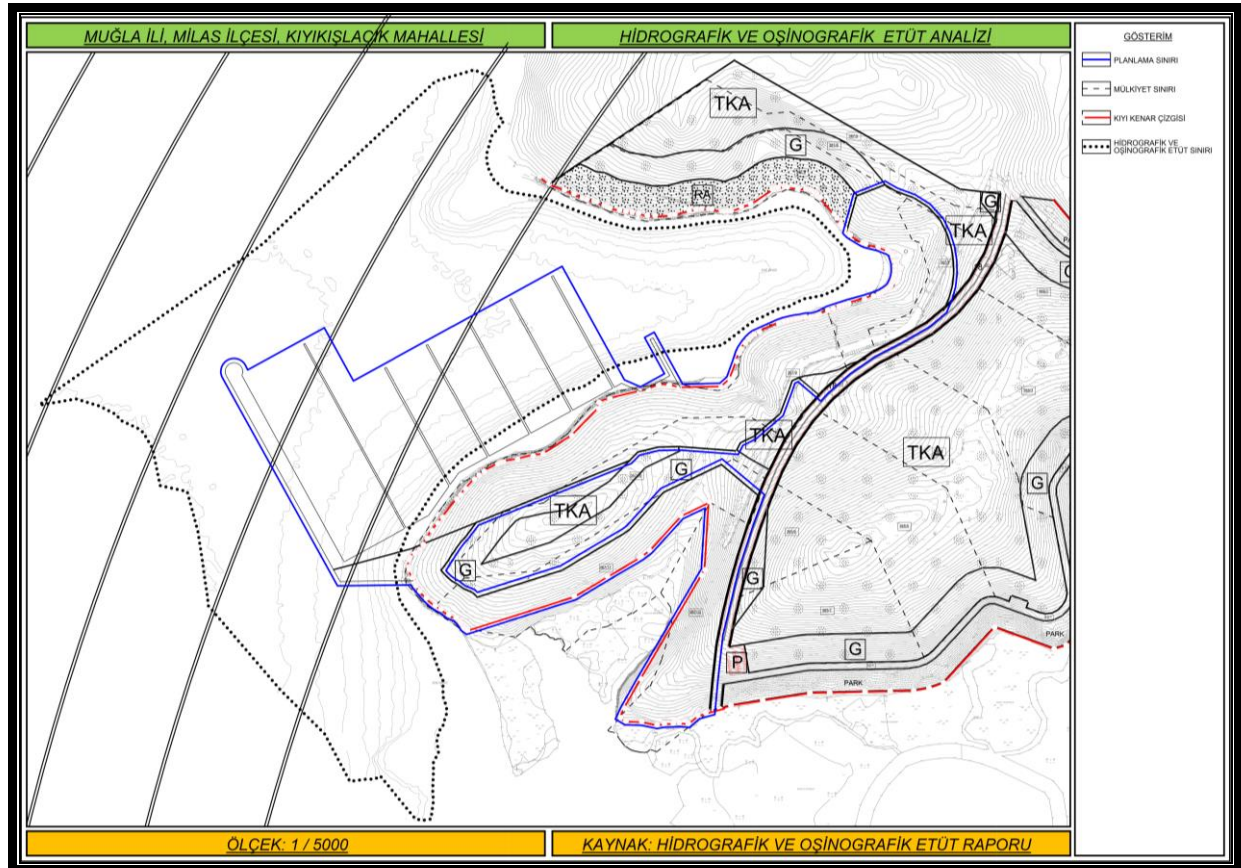 MUĞLA İLİ, MİLAS İLÇESİ, KIYIKIŞLAÇIK MAHALLESİ
HİDROGRAFİK VE OŞİNOGRAFİK ETÜT ANALİZİ
GÖSTERİM
PLANLAMA SINIRI
MÜLKİYET SINIRI
KIYI KENAR ÇİZGİSİ
HİDROGRAFİK VE
OŞİNOGRAFİK ETÜT SINIRI
TKA
G
RA
G
TKA
G
TKA
TKA
G
G
TKA
G
G
G
P
PARK
PARK
ÖLÇEK: 1 / 5000
KAYNAK: HİDROGRAFİK VE OŞİNOGRAFİK ETÜT RAPORU